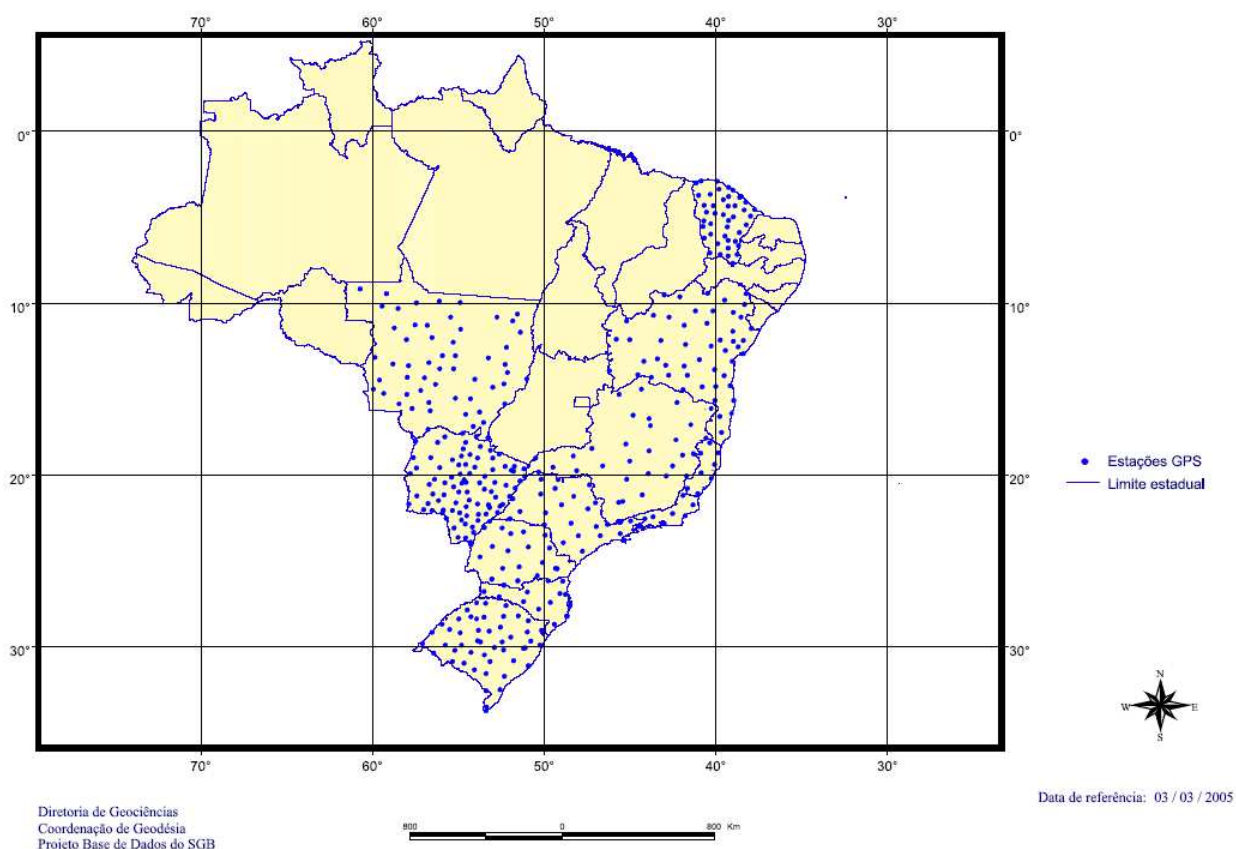 70° 60° 50° 40° 30°
0° 0°
10° 10°
Estações GPS
Limite estadual
20° 20°
30° 30°
N
W E
S
70° 60° 50° 40° 30°
Data de referência: 03 / 03 / 2005
Diretoria de Geociências
Coordenação de Geodésia
Projeto Base de Dados do SGB
800 0 800 Km